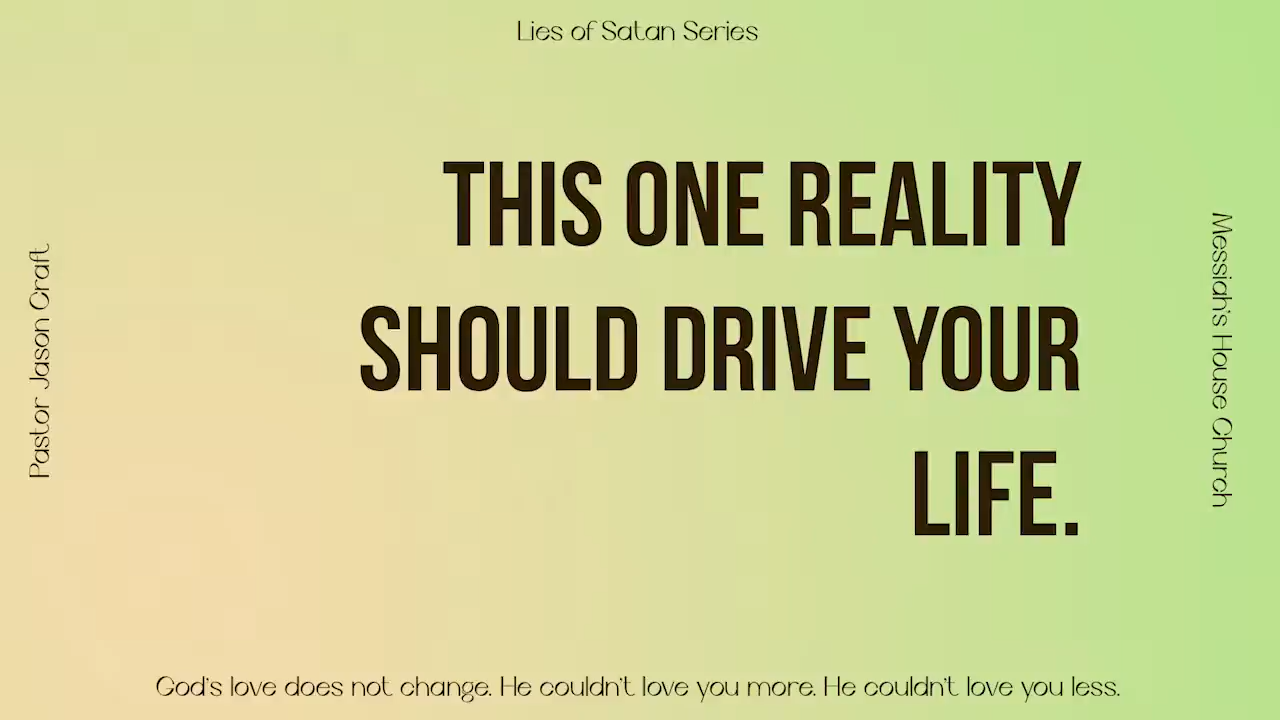 Lies of Satan Series
THIS ONE REALITY
SHOULD DRIVE YOUR
LIFE.
Pastor Jason Craft
Messiah's House Church
God's love does not change. He couldn't love you more. He couldn't love you less.